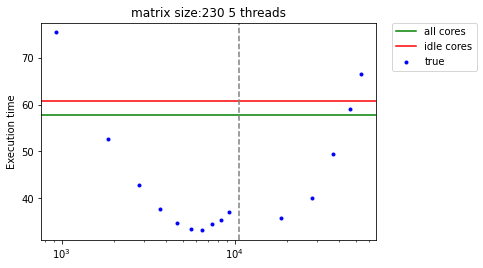 matrix size:230 5 threads
all cores
idle cores
true
Execution time
70
60
50
40
10³
10⁴